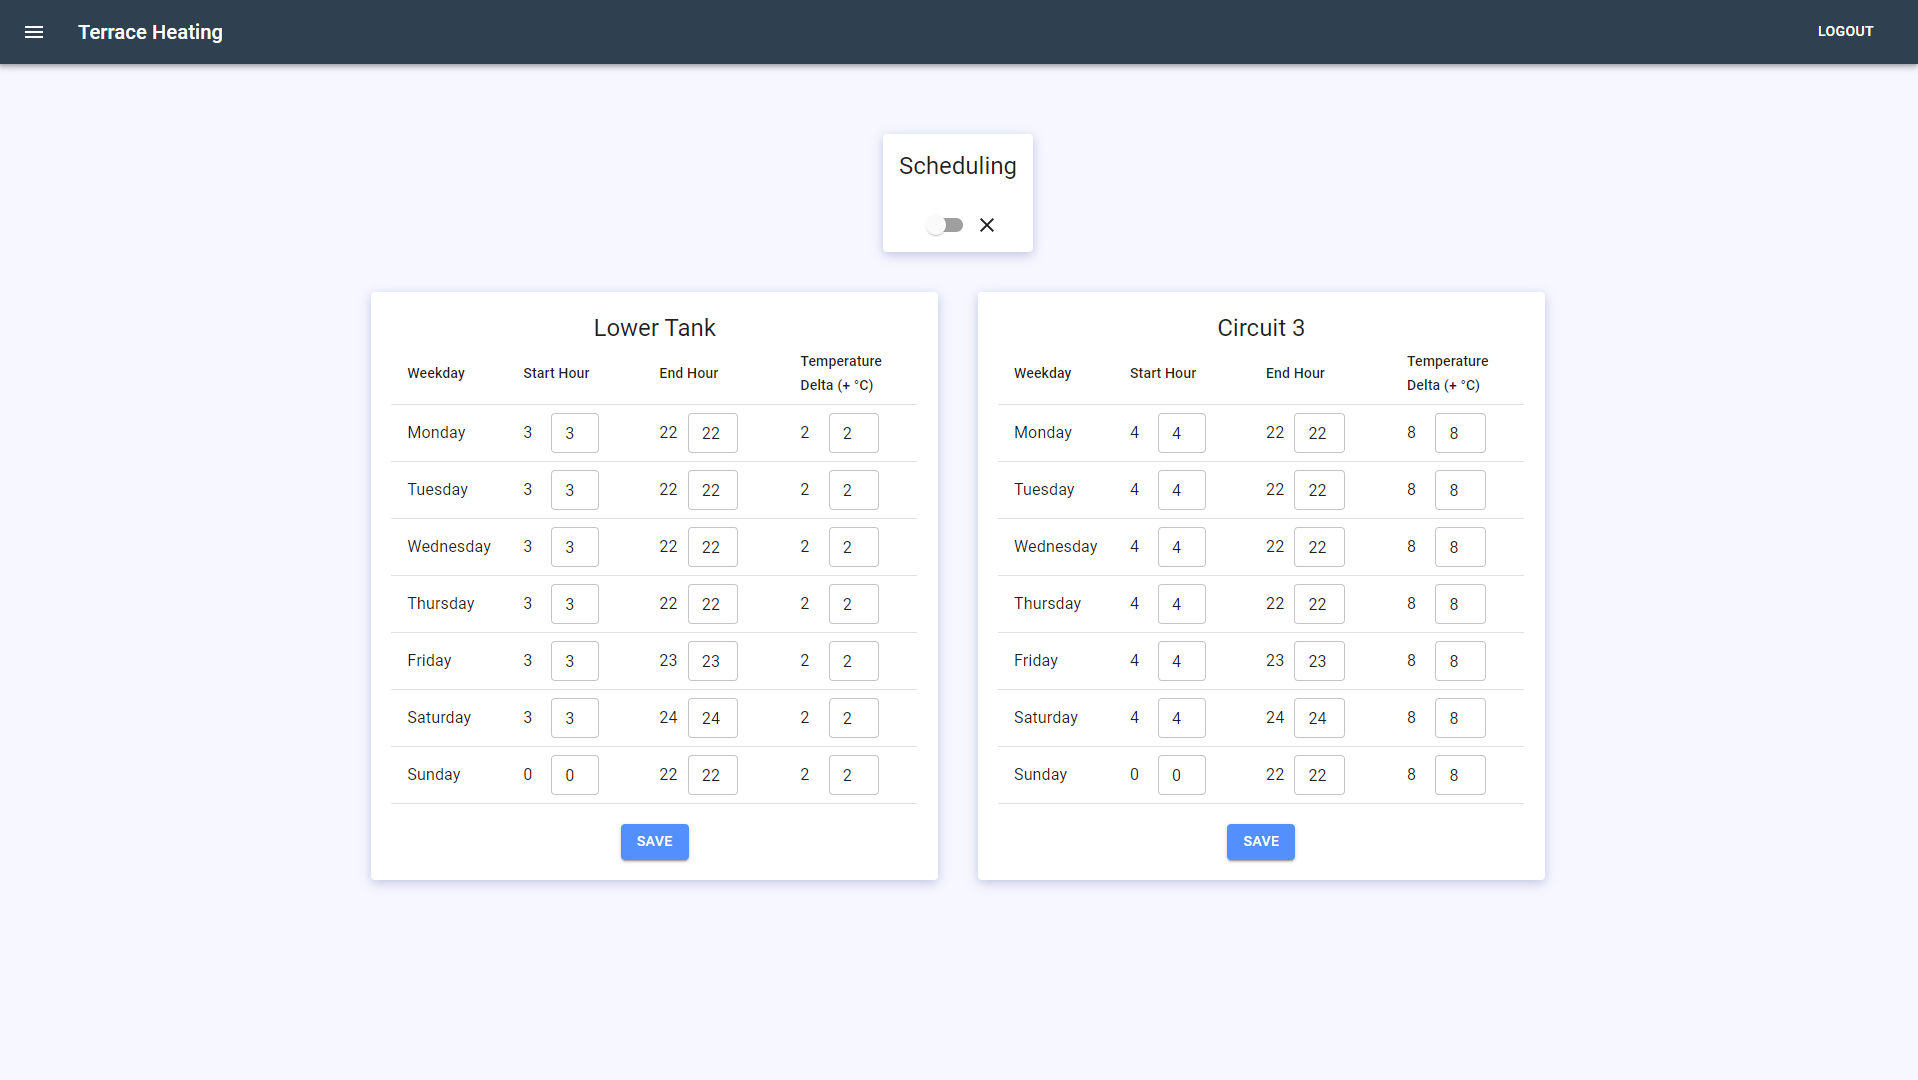 Terrace Heating LOGOUT
Scheduling
Lower Tank
Weekday Start Hour End Hour Temperature Delta (+ °C)
Monday 3 3 22 22 2 2
Tuesday 3 3 22 22 2 2
Wednesday 3 3 22 22 2 2
Thursday 3 3 22 22 2 2
Friday 3 3 23 23 2 2
Saturday 3 3 24 24 2 2
Sunday 0 0 22 22 2 2
SAVE
Circuit 3
Weekday Start Hour End Hour Temperature Delta (+ °C)
Monday 4 4 22 22 8 8
Tuesday 4 4 22 22 8 8
Wednesday 4 4 22 22 8 8
Thursday 4 4 22 22 8 8
Friday 4 4 23 23 8 8
Saturday 4 4 24 24 8 8
Sunday 0 0 22 22 8 8
SAVE